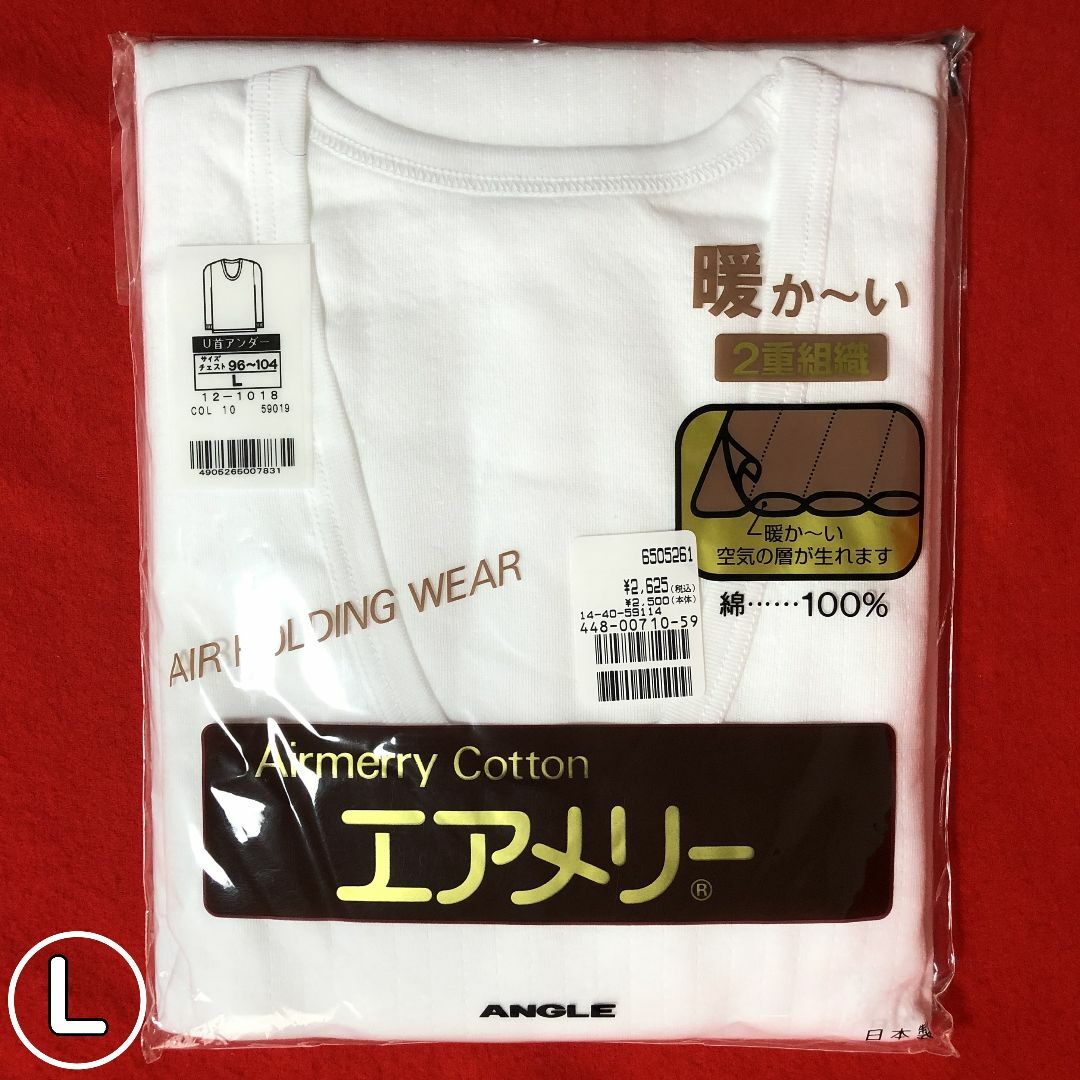 暖か～い
2重組織
U首アンダー
サイズ
チェスト 96～104
L
12-1018
COL 10 59019
4905265007831
暖か～い
空気の層が生れます
綿……100%
AIR HOLDING WEAR
6505261
¥2,625(税込)
¥2,500(本体)
14-40-59114
448-00710-59
Airmerry Cotton
エアメリー®
L
ANGLE
日本製